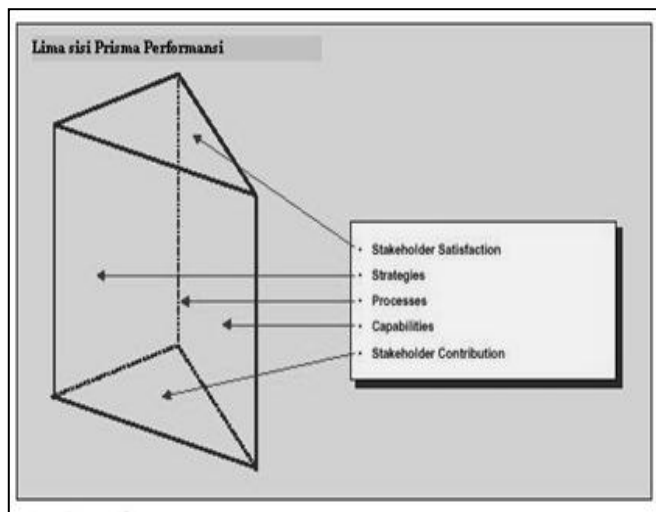 Lima sisi Prisma Performansi
• Stakeholder Satisfaction
• Strategies
• Processes
• Capabilities
• Stakeholder Contribution